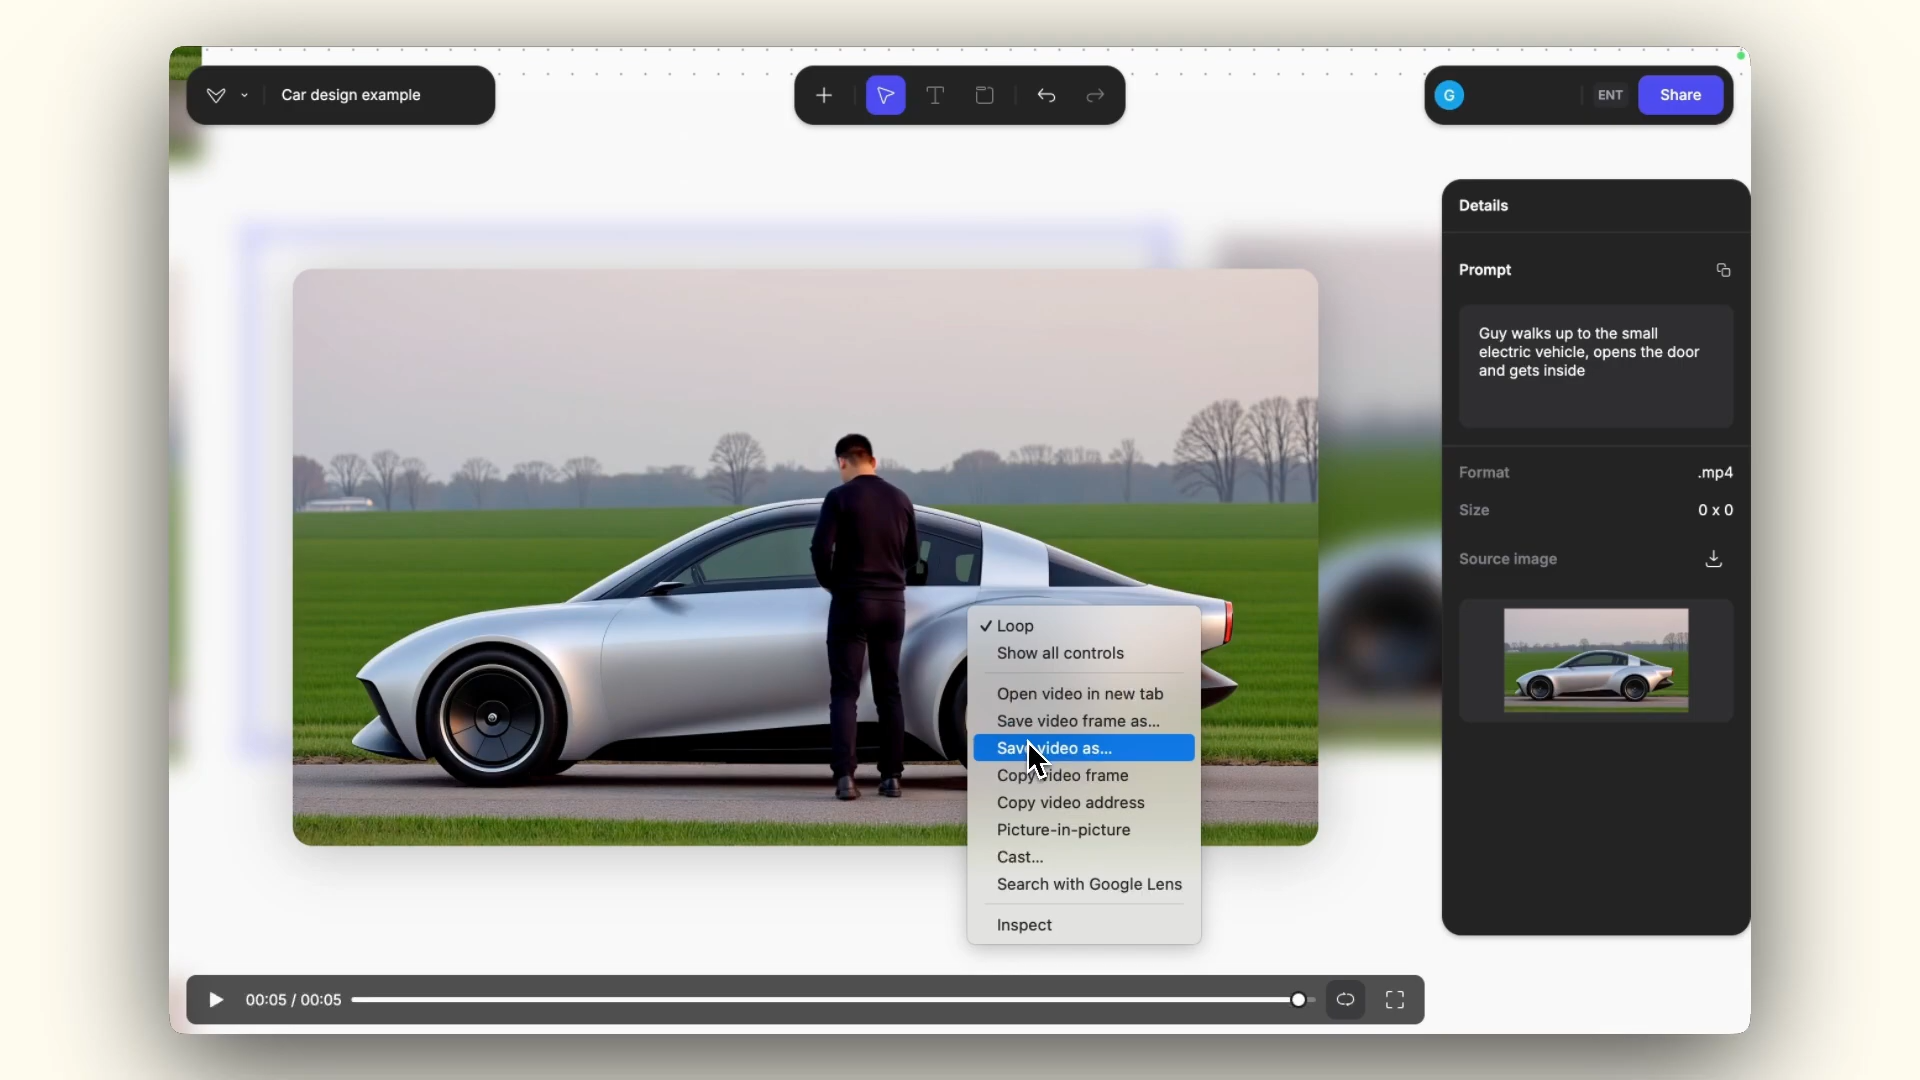 Car design example
G
ENT
Share
Details
Prompt
Guy walks up to the small
electric vehicle, opens the door
and gets inside
Format .mp4
Size 0 x 0
Source image
Loop
Show all controls
Open video in new tab
Save video frame as...
Save video as...
Copy video frame
Copy video address
Picture-in-picture
Cast...
Search with Google Lens
Inspect
00:05 / 00:05